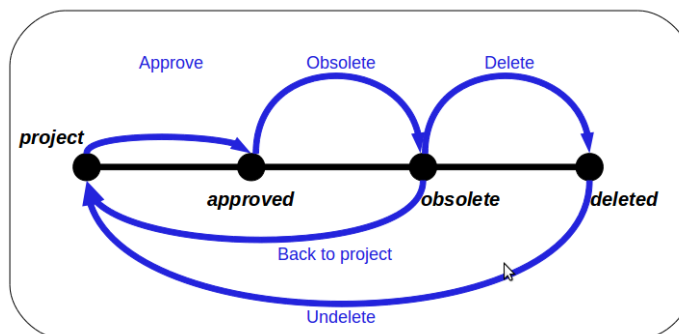 Approve
Obsolete
Delete
project
approved
obsolete
deleted
Back to project
Undelete